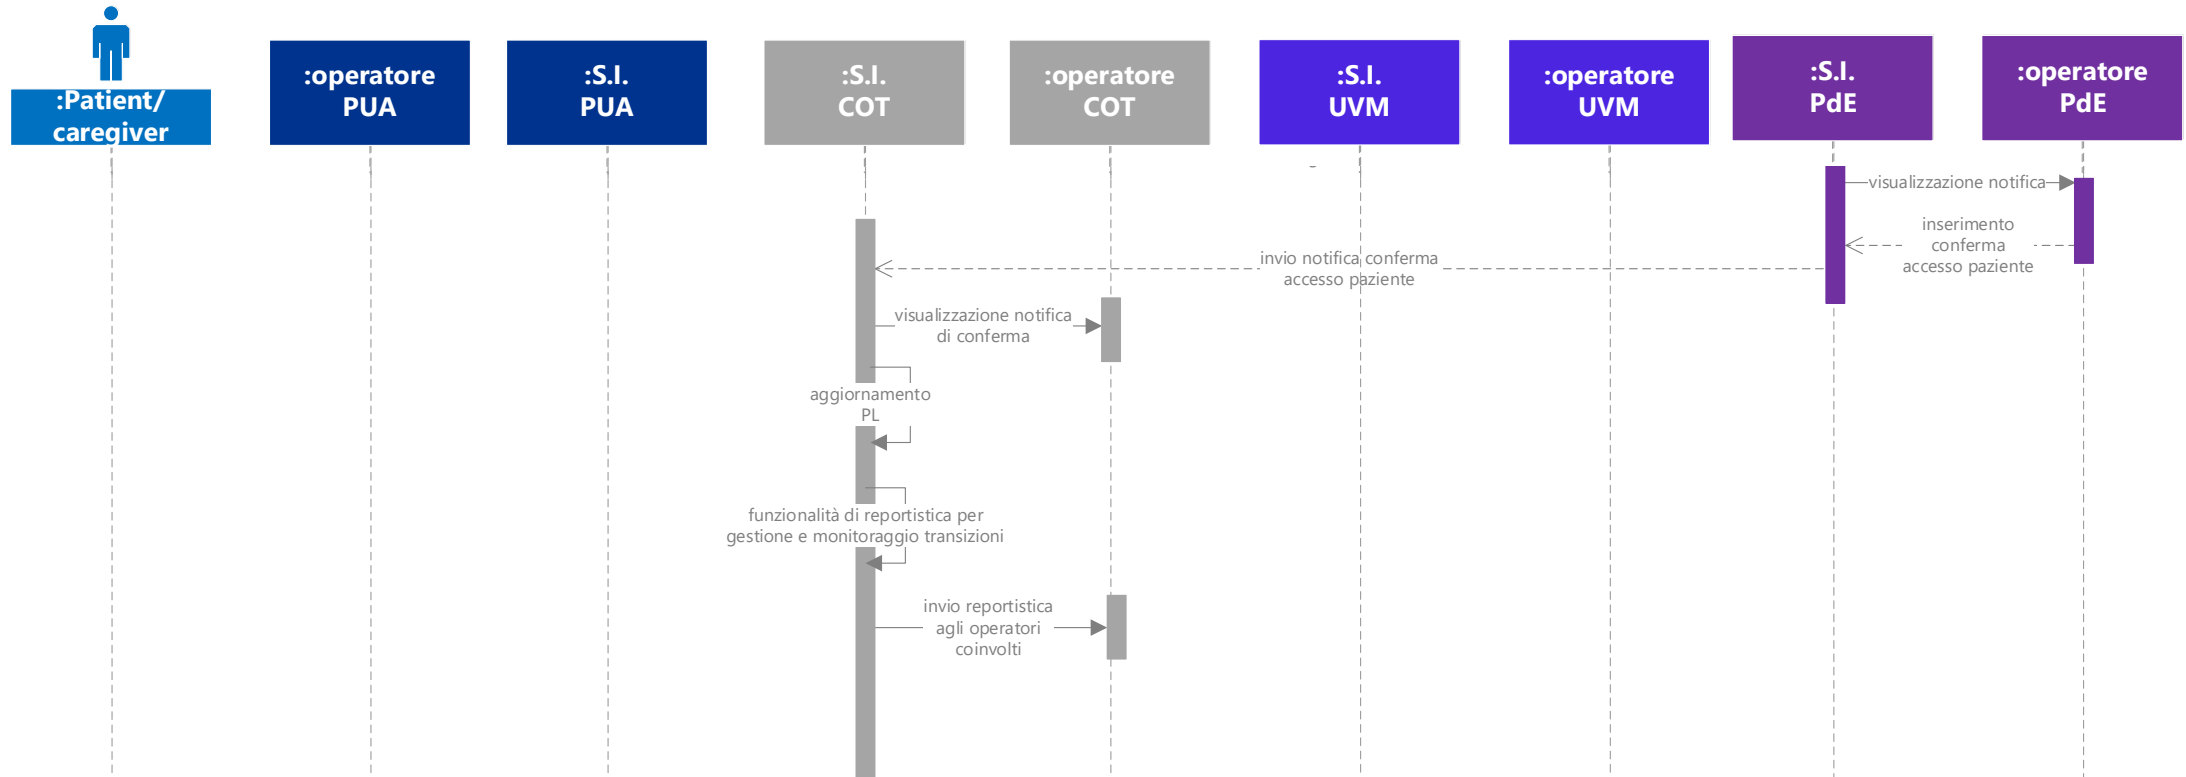 :Patient/
caregiver
:operatore
PUA
:S.I.
PUA
:S.I.
COT
:operatore
COT
:S.I.
UVM
:operatore
UVM
:S.I.
PdE
:operatore
PdE
visualizzazione notifica
inserimento
conferma
accesso paziente
invio notifica conferma
accesso paziente
visualizzazione notifica
di conferma
aggiornamento
PL
funzionalità di reportistica per
gestione e monitoraggio transizioni
invio reportistica
agli operatori
coinvolti